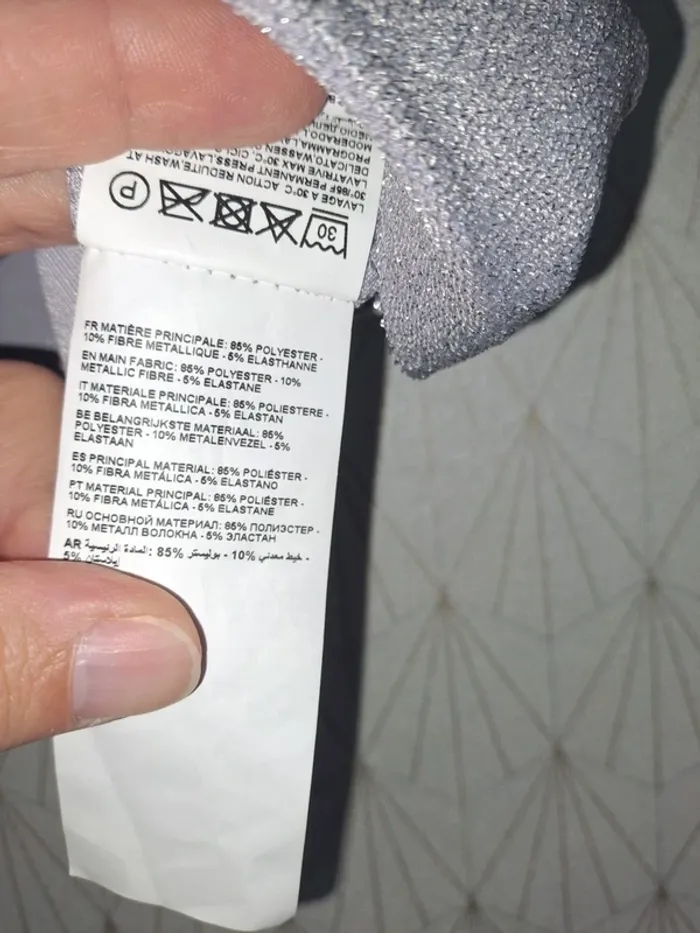 LAVAGE A 30°C ACTION REDUITE.WASH AT
30°/86F PERMANENT PRESS.LAVAGGIO
DELICATO.WASSEN
30
P
FR MATIÈRE PRINCIPALE: 85% POLYESTER -
10% FIBRE METALLIQUE - 5% ELASTHANNE
EN MAIN FABRIC: 85% POLYESTER - 10%
METALLIC FIBRE - 5% ELASTANE
IT MATERIALE PRINCIPALE: 85% POLIESTERE -
10% FIBRA METALLICA - 5% ELASTAN
BE BELANGRIJKSTE MATERIAAL: 85%
POLYESTER - 10% METALENVEZEL - 5%
ELASTAAN
ES PRINCIPAL MATERIAL: 85% POLIÉSTER -
10% FIBRA METÁLICA - 5% ELASTANO
PT MATERIAL PRINCIPAL: 85% POLIÉSTER -
10% FIBRA METÁLICA - 5% ELASTANE
RU ОСНОВНОЙ МАТЕРИАЛ: 85% ПОЛИЭСТЕР -
10% МЕТАЛЛ ВОЛОКНА - 5% ЭЛАСТАН
AR المادة الرئيسية: 85% بوليستر - 10% خيط معدني -
5% إيلاستان